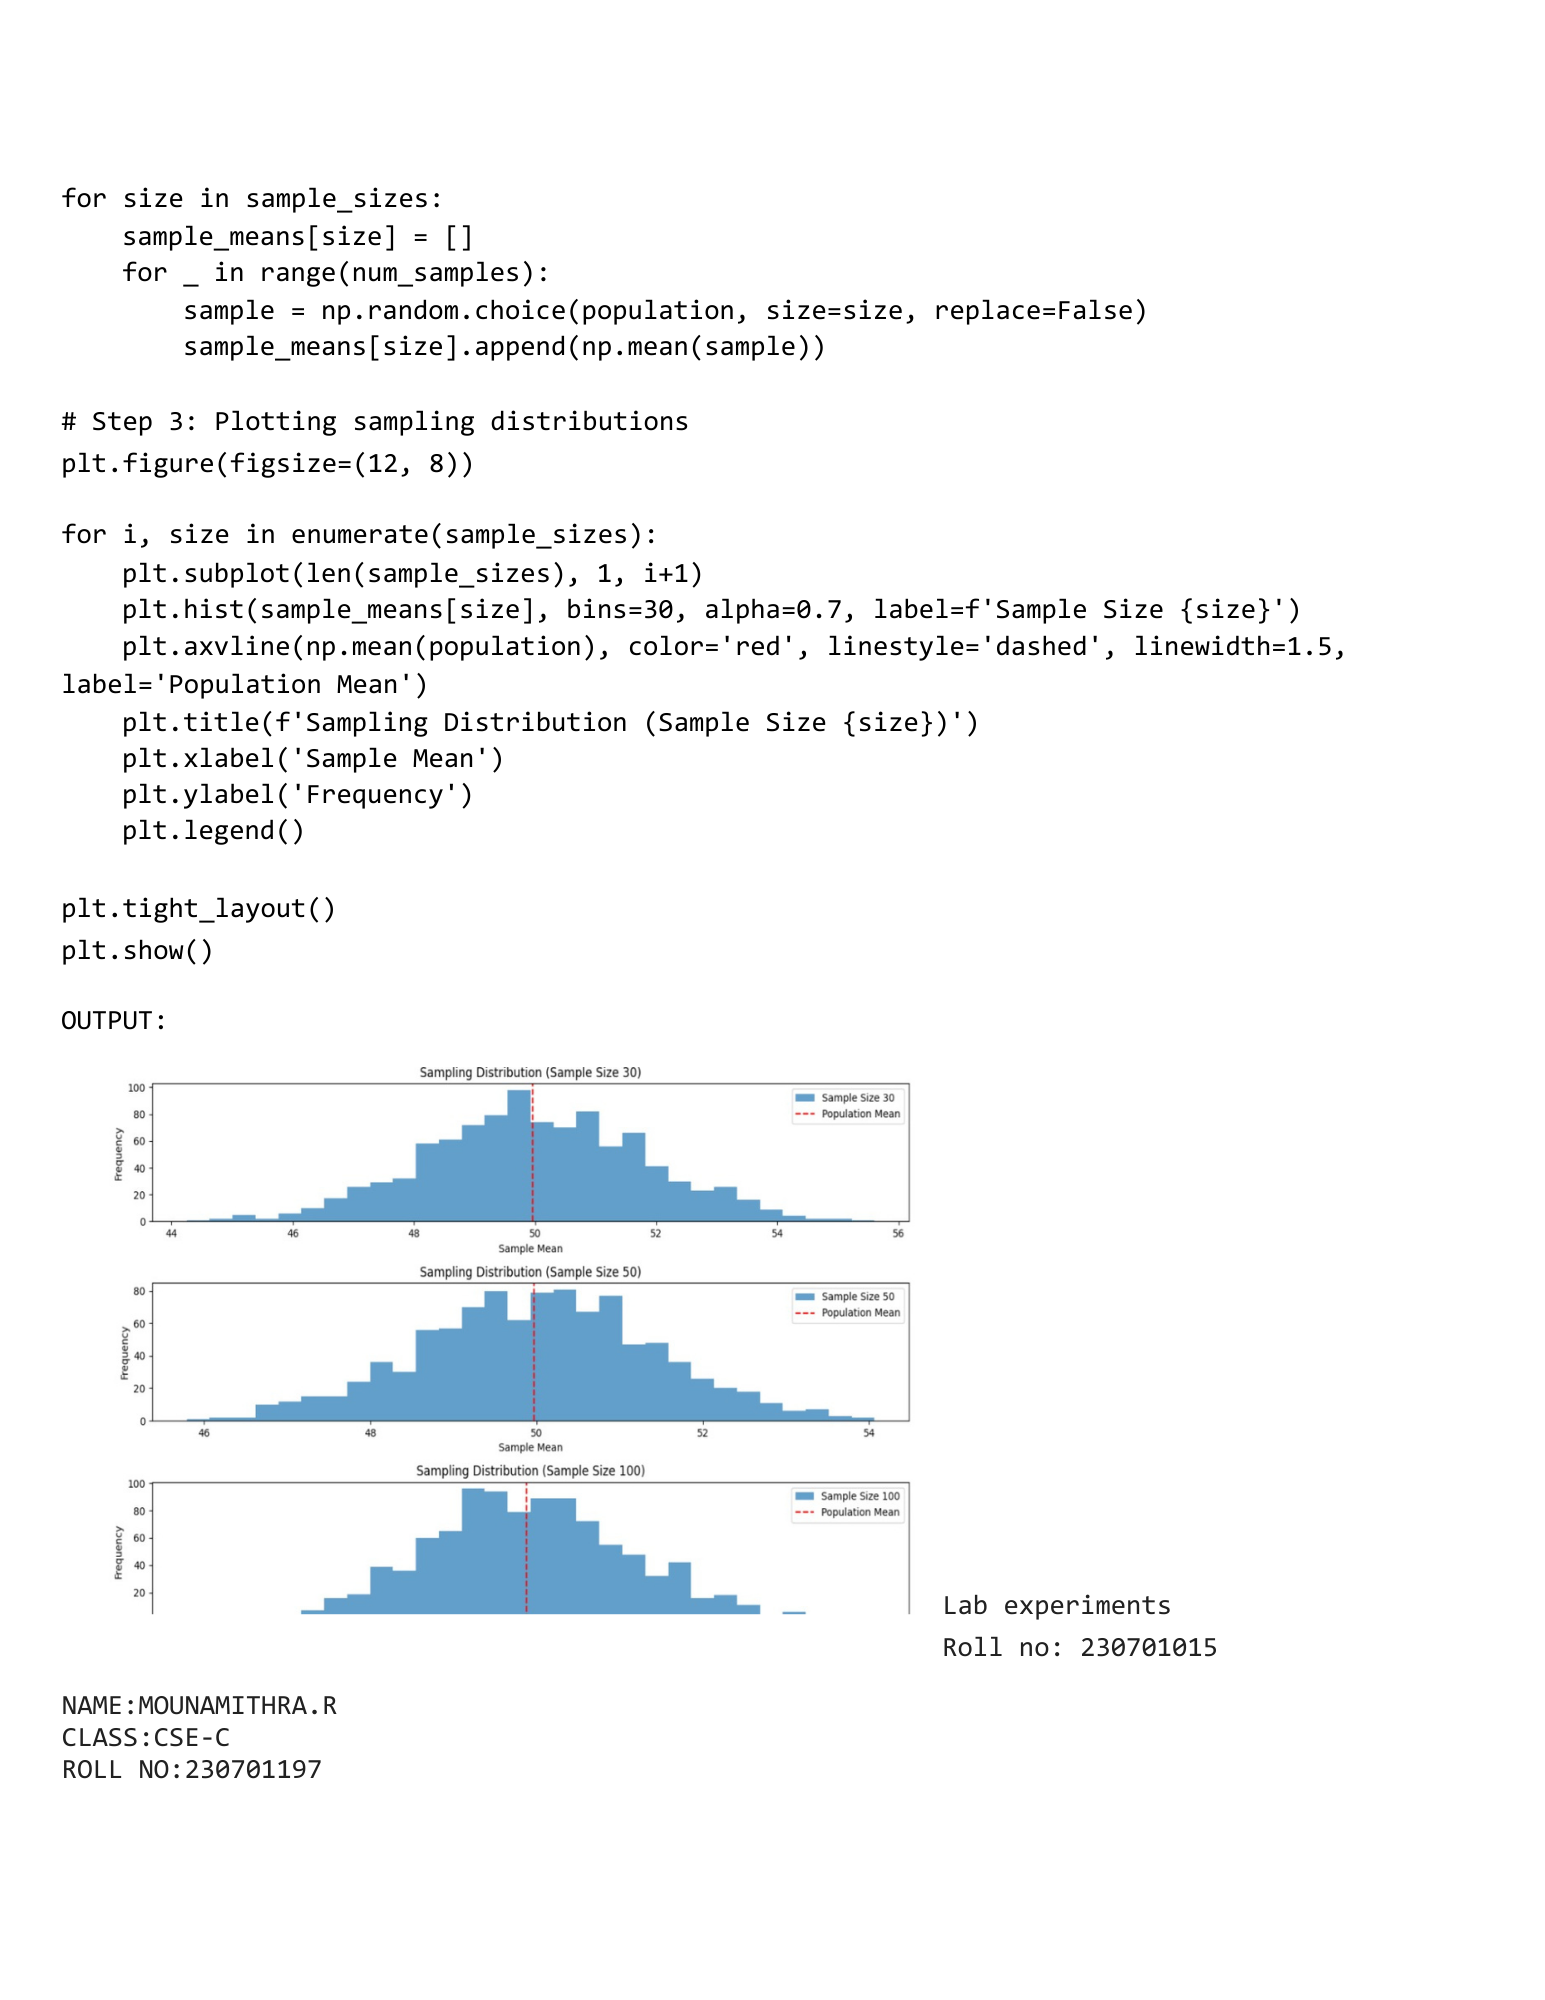 for size in sample_sizes:
    sample_means[size] = []
    for _ in range(num_samples):
        sample = np.random.choice(population, size=size, replace=False)
        sample_means[size].append(np.mean(sample))
# Step 3: Plotting sampling distributions
plt.figure(figsize=(12, 8))
for i, size in enumerate(sample_sizes):
    plt.subplot(len(sample_sizes), 1, i+1)
    plt.hist(sample_means[size], bins=30, alpha=0.7, label=f'Sample Size {size}')
    plt.axvline(np.mean(population), color='red', linestyle='dashed', linewidth=1.5,
label='Population Mean')
    plt.title(f'Sampling Distribution (Sample Size {size})')
    plt.xlabel('Sample Mean')
    plt.ylabel('Frequency')
    plt.legend()
plt.tight_layout()
plt.show()
OUTPUT:
Sampling Distribution (Sample Size 30)
Sample Size 30
Population Mean
Frequency
100
80
60
40
20
0
44 46 48 50 52 54 56
Sample Mean
Sampling Distribution (Sample Size 50)
Sample Size 50
Population Mean
Frequency
80
60
40
20
0
46 48 50 52 54
Sample Mean
Sampling Distribution (Sample Size 100)
Sample Size 100
Population Mean
Frequency
100
80
60
40
20
Lab experiments
Roll no: 230701015
NAME:MOUNAMITHRA.R
CLASS:CSE-C
ROLL NO:230701197